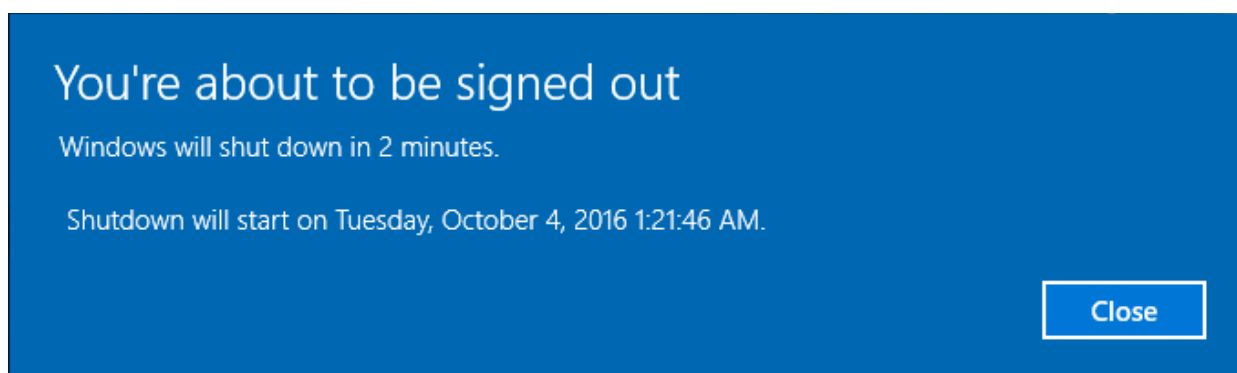 You're about to be signed out
Windows will shut down in 2 minutes.
Shutdown will start on Tuesday, October 4, 2016 1:21:46 AM.
Close